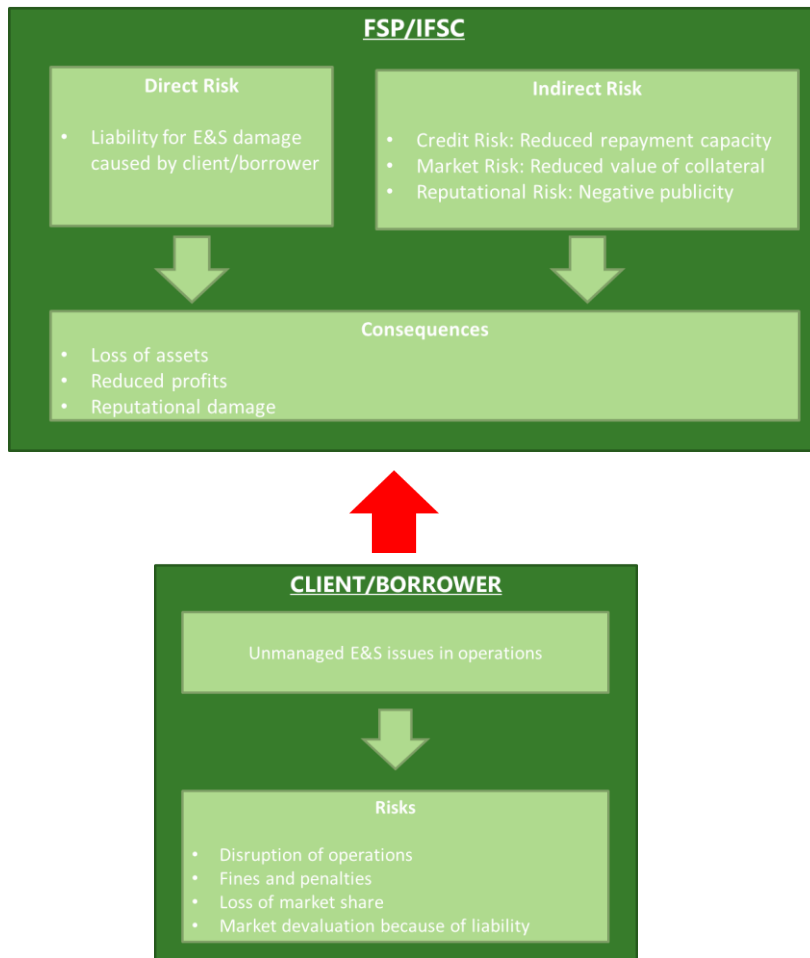 FSP/IFSC
Direct Risk
• Liability for E&S damage
caused by client/borrower
Indirect Risk
• Credit Risk: Reduced repayment capacity
• Market Risk: Reduced value of collateral
• Reputational Risk: Negative publicity
Consequences
• Loss of assets
• Reduced profits
• Reputational damage
CLIENT/BORROWER
Unmanaged E&S issues in operations
Risks
• Disruption of operations
• Fines and penalties
• Loss of market share
• Market devaluation because of liability